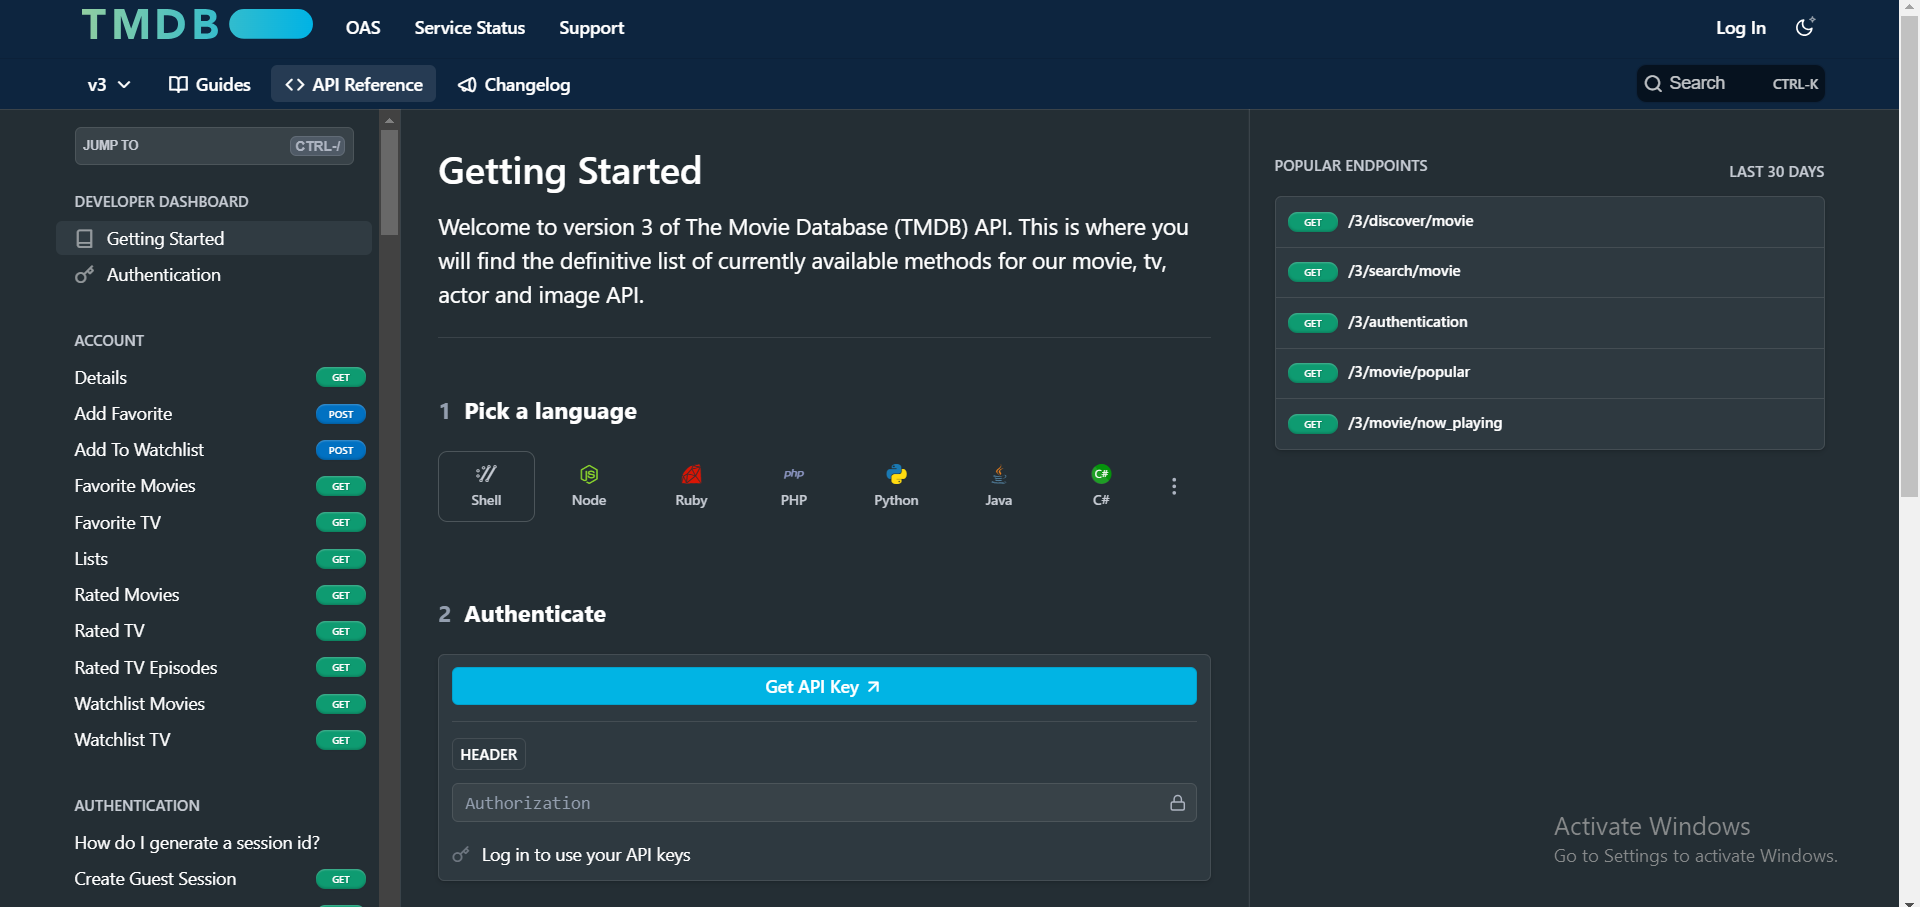 TMDB
OAS
Service Status
Support
Log In
v3
Guides
API Reference
Changelog
Search
CTRL-K
JUMP TO
CTRL-/
DEVELOPER DASHBOARD
Getting Started
Authentication
ACCOUNT
Details GET
Add Favorite POST
Add To Watchlist POST
Favorite Movies GET
Favorite TV GET
Lists GET
Rated Movies GET
Rated TV GET
Rated TV Episodes GET
Watchlist Movies GET
Watchlist TV GET
AUTHENTICATION
How do I generate a session id?
Create Guest Session GET
Getting Started
Welcome to version 3 of The Movie Database (TMDB) API. This is where you
will find the definitive list of currently available methods for our movie, tv,
actor and image API.
1 Pick a language
Shell
Node
Ruby
php
PHP
Python
Java
C#
C#
2 Authenticate
Get API Key
HEADER
Authorization
Log in to use your API keys
POPULAR ENDPOINTS
LAST 30 DAYS
GET /3/discover/movie
GET /3/search/movie
GET /3/authentication
GET /3/movie/popular
GET /3/movie/now_playing
Activate Windows
Go to Settings to activate Windows.